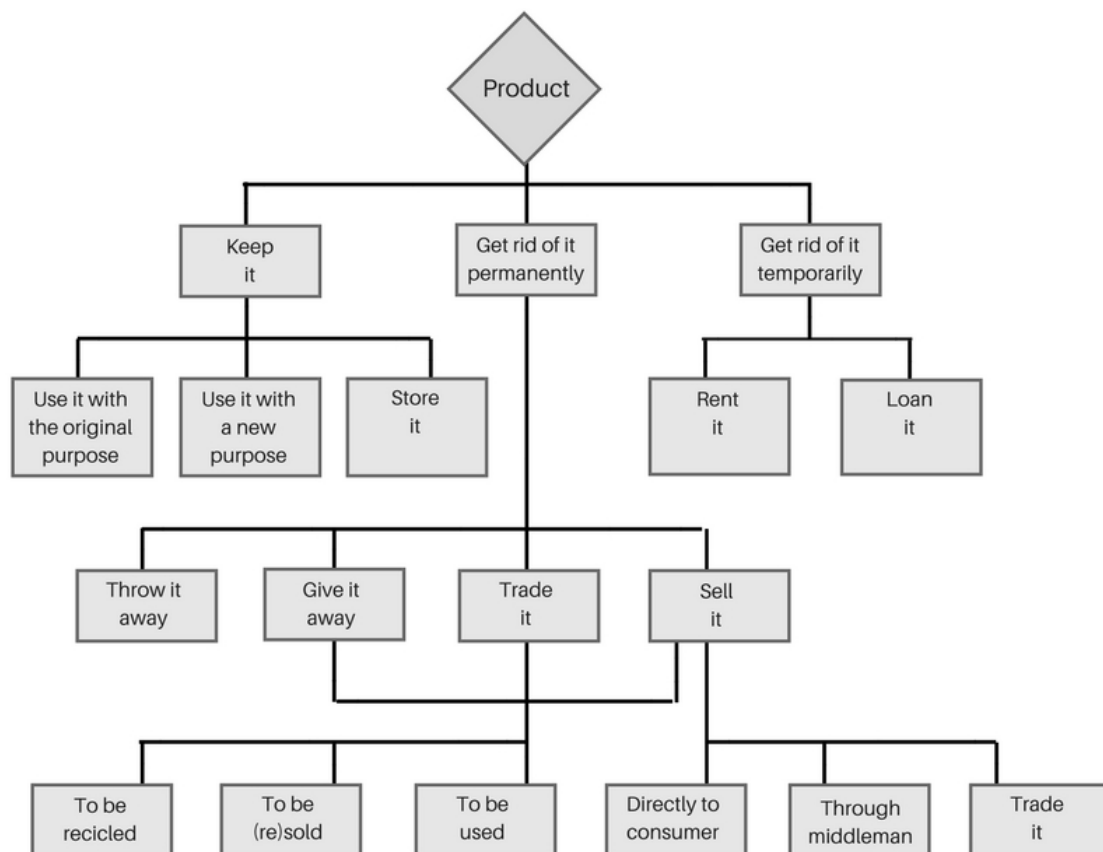 Product
Keep
it
Get rid of it
permanently
Get rid of it
temporarily
Use it with
the original
purpose
Use it with
a new
purpose
Store
it
Rent
it
Loan
it
Throw it
away
Give it
away
Trade
it
Sell
it
To be
recicled
To be
(re)sold
To be
used
Directly to
consumer
Through
middleman
Trade
it